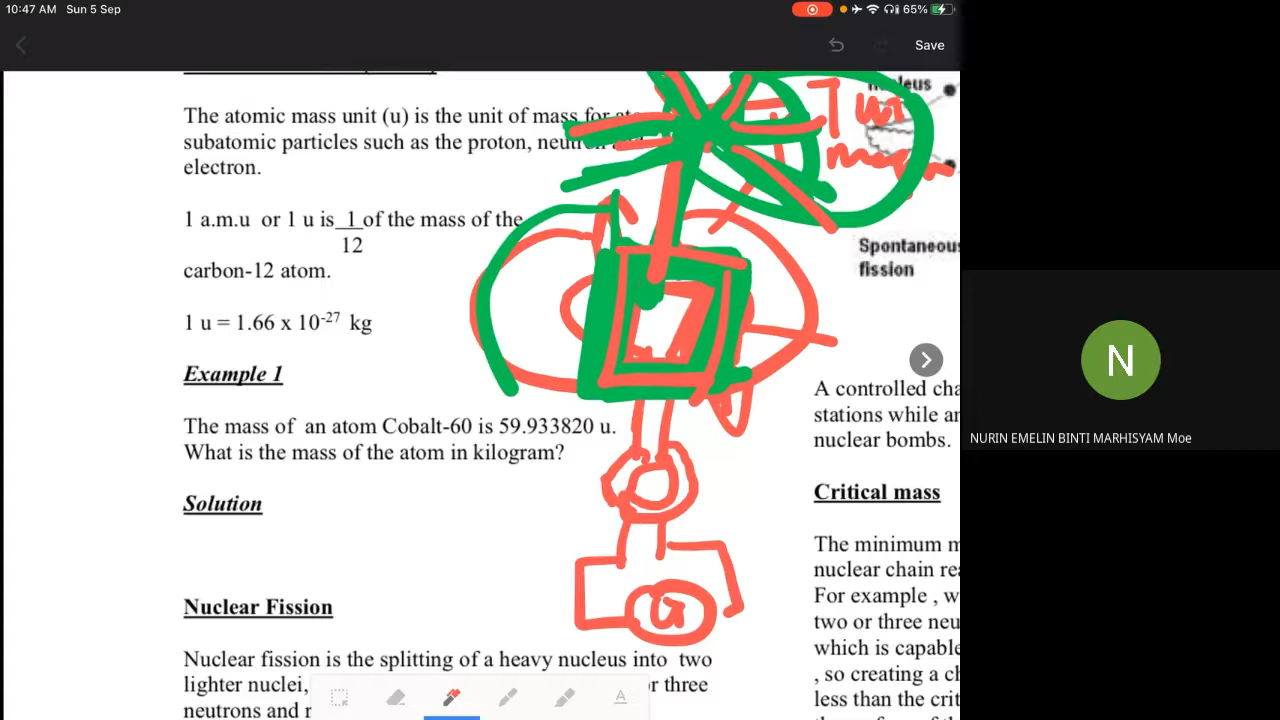 10:47 AM Sun 5 Sep
65%
Save
The atomic mass unit (u) is the unit of mass for
subatomic particles such as the proton,
electron.
1 a.m.u or 1 u is 1 of the mass of the
12
carbon-12 atom.
1 u = 1.66 x 10⁻²⁷ kg
Example 1
The mass of an atom Cobalt-60 is 59.933820 u.
What is the mass of the atom in kilogram?
Solution
G
Nuclear Fission
Nuclear fission is the splitting of a heavy nucleus into two
lighter nuclei, or three
neutrons and
A
Spontaneous
fission
A controlled cha
stations while an
nuclear bombs.
Critical mass
The minimum m
nuclear chain rea
For example , w
two or three neu
which is capable
, so creating a ch
less than the crit
N
NURIN EMELIN BINTI MARHISYAM Moe